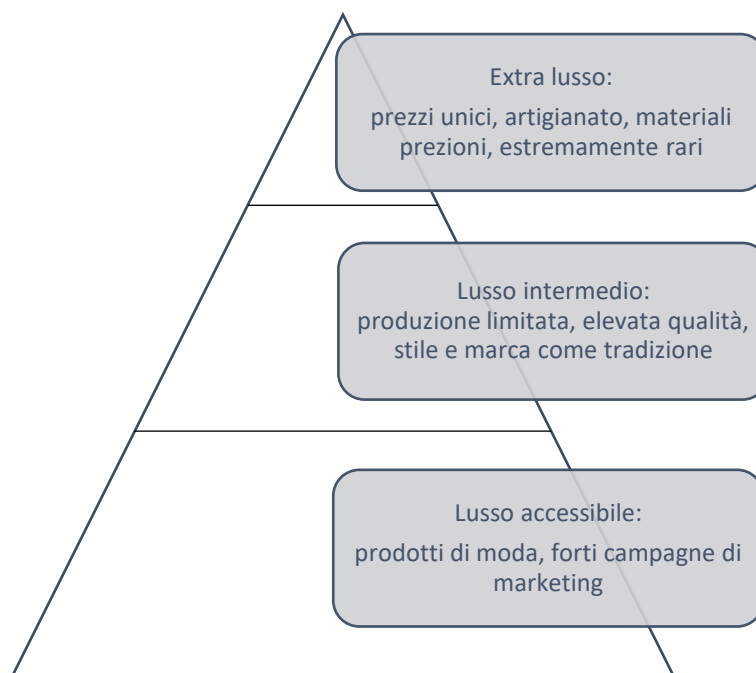 Extra lusso:
prezzi unici, artigianato, materiali
prezioni, estremamente rari
Lusso intermedio:
produzione limitata, elevata qualità,
stile e marca come tradizione
Lusso accessibile:
prodotti di moda, forti campagne di
marketing